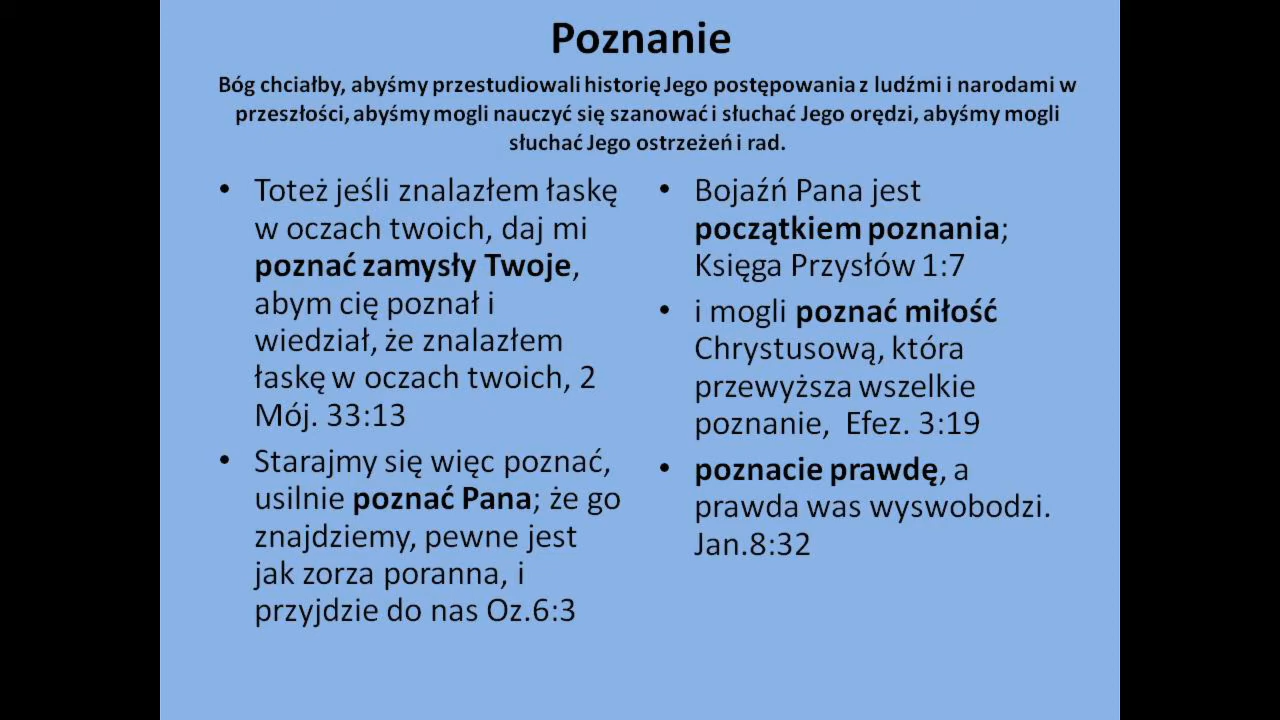 Poznanie
Bóg chciałby, abyśmy przestudiowali historię Jego postępowania z ludźmi i narodami w
przeszłości, abyśmy mogli nauczyć się szanować i słuchać Jego orędzi, abyśmy mogli
słuchać Jego ostrzeżeń i rad.
• Toteż jeśli znalazłem łaskę
w oczach twoich, daj mi
poznać zamysły Twoje,
abym cię poznał i
wiedział, że znalazłem
łaskę w oczach twoich, 2
Mój. 33:13
• Starajmy się więc poznać,
usilnie poznać Pana; że go
znajdziemy, pewne jest
jak zorza poranna, i
przyjdzie do nas Oz.6:3
• Bojaźń Pana jest
początkiem poznania;
Księga Przysłów 1:7
• i mogli poznać miłość
Chrystusową, która
przewyższa wszelkie
poznanie,  Efez. 3:19
• poznacie prawdę, a
prawda was wyswobodzi.
Jan.8:32